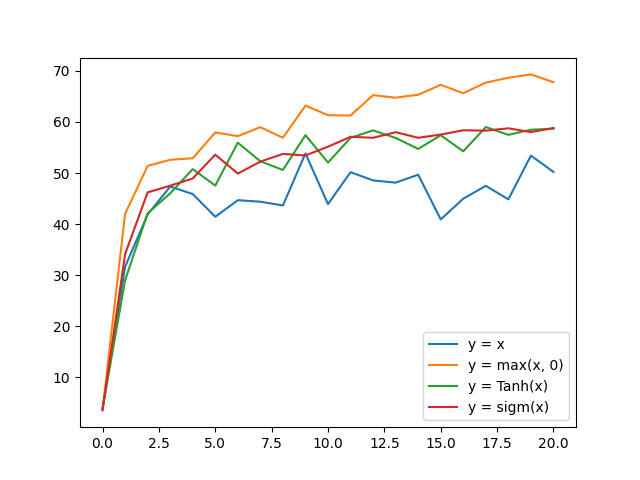 70
60
50
40
30
20
10
0.0 2.5 5.0 7.5 10.0 12.5 15.0 17.5 20.0
y = x
y = max(x, 0)
y = Tanh(x)
y = sigm(x)